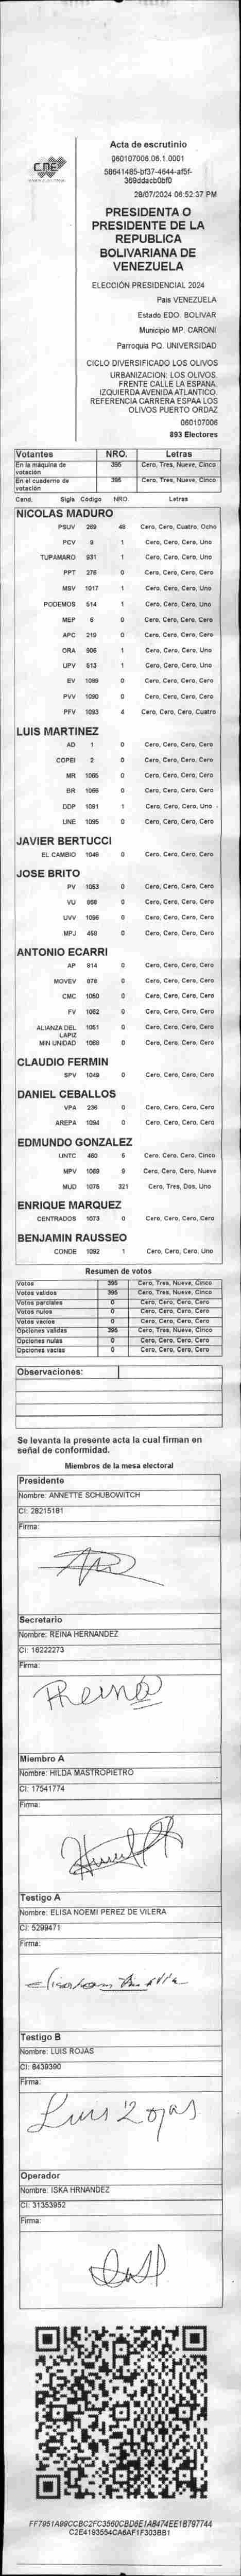 CNE
Acta de escrutinio
060107006.06.1.0001
58641485-bf37-4644-af5f-
369ddacb0bf0
28/07/2024 06:52:37 PM
PRESIDENTA O
PRESIDENTE DE LA
REPUBLICA
BOLIVARIANA DE
VENEZUELA
ELECCIÓN PRESIDENCIAL 2024
País VENEZUELA
Estado EDO. BOLIVAR
Municipio MP. CARONI
Parroquia PQ. UNIVERSIDAD
CICLO DIVERSIFICADO LOS OLIVOS
URBANIZACION: LOS OLIVOS.
FRENTE CALLE LA ESPANA.
IZQUIERDA AVENIDA ATLANTICO.
REFERENCIA CARRERA ESPAA LOS
OLIVOS PUERTO ORDAZ
060107006
893 Electores
Votantes NRO. Letras
En la máquina de votación 395 Cero, Tres, Nueve, Cinco
En el cuaderno de votación 395 Cero, Tres, Nueve, Cinco
Cand. Sigla Código NRO. Letras
NICOLAS MADURO
PSUV 269 48 Cero, Cero, Cuatro, Ocho
PCV 9 1 Cero, Cero, Cero, Uno
TUPAMARO 931 1 Cero, Cero, Cero, Uno
PPT 276 0 Cero, Cero, Cero, Cero
MSV 1017 1 Cero, Cero, Cero, Uno
PODEMOS 514 1 Cero, Cero, Cero, Uno
MEP 6 0 Cero, Cero, Cero, Cero
APC 219 0 Cero, Cero, Cero, Cero
ORA 906 1 Cero, Cero, Cero, Uno
UPV 513 1 Cero, Cero, Cero, Uno
EV 1089 0 Cero, Cero, Cero, Cero
PVV 1090 0 Cero, Cero, Cero, Cero
PFV 1093 4 Cero, Cero, Cero, Cuatro
LUIS MARTINEZ
AD 1 0 Cero, Cero, Cero, Cero
COPEI 2 0 Cero, Cero, Cero, Cero
MR 1065 0 Cero, Cero, Cero, Cero
BR 1066 0 Cero, Cero, Cero, Cero
DDP 1091 1 Cero, Cero, Cero, Uno
UNE 1095 0 Cero, Cero, Cero, Cero
JAVIER BERTUCCI
EL CAMBIO 1046 0 Cero, Cero, Cero, Cero
JOSE BRITO
PV 1053 0 Cero, Cero, Cero, Cero
VU 0 Cero, Cero, Cero, Cero
UVV 1096 0 Cero, Cero, Cero, Cero
MPJ 458 0 Cero, Cero, Cero, Cero
ANTONIO ECARRI
AP 814 0 Cero, Cero, Cero, Cero
MOVEV 878 0 Cero, Cero, Cero, Cero
CMC 1050 0 Cero, Cero, Cero, Cero
FV 1062 0 Cero, Cero, Cero, Cero
ALIANZA DEL LAPIZ 1051 0 Cero, Cero, Cero, Cero
MIN UNIDAD 1068 0 Cero, Cero, Cero, Cero
CLAUDIO FERMIN
SPV 1049 0 Cero, Cero, Cero, Cero
DANIEL CEBALLOS
VPA 236 0 Cero, Cero, Cero, Cero
AREPA 1094 0 Cero, Cero, Cero, Cero
EDMUNDO GONZALEZ
UNTC 460 5 Cero, Cero, Cero, Cinco
MPV 1069 9 Cero, Cero, Cero, Nueve
MUD 1075 321 Cero, Tres, Dos, Uno
ENRIQUE MARQUEZ
CENTRADOS 1073 0 Cero, Cero, Cero, Cero
BENJAMIN RAUSSEO
CONDE 1092 1 Cero, Cero, Cero, Uno
Resumen de votos
Votos 395 Cero, Tres, Nueve, Cinco
Votos validos 395 Cero, Tres, Nueve, Cinco
Votos parciales 0 Cero, Cero, Cero, Cero
Votos nulos 0 Cero, Cero, Cero, Cero
Votos vacios 0 Cero, Cero, Cero, Cero
Opciones validas 395 Cero, Tres, Nueve, Cinco
Opciones nulas 0 Cero, Cero, Cero, Cero
Opciones vacias 0 Cero, Cero, Cero, Cero
Observaciones:
Se levanta la presente acta la cual firman en
señal de conformidad.
Miembros de la mesa electoral
Presidente
Nombre: ANNETTE SCHUBOWITCH
CI: 28215181
Firma:
Secretario
Nombre: REINA HERNANDEZ
CI: 16222273
Firma:
Reina
Miembro A
Nombre: HILDA MASTROPIETRO
CI: 17541774
Firma:
Testigo A
Nombre: ELISA NOEMI PEREZ DE VILERA
CI: 5299471
Firma:
Testigo B
Nombre: LUIS ROJAS
CI: 8439390
Firma:
Luis Rojas
Operador
Nombre: ISKA HRNANDEZ
CI: 31353952
Firma:
FF7951A99CCBC2FC3560CBD6E1A8474EE1B797744
C2E4193554CA6AF1F303BB1